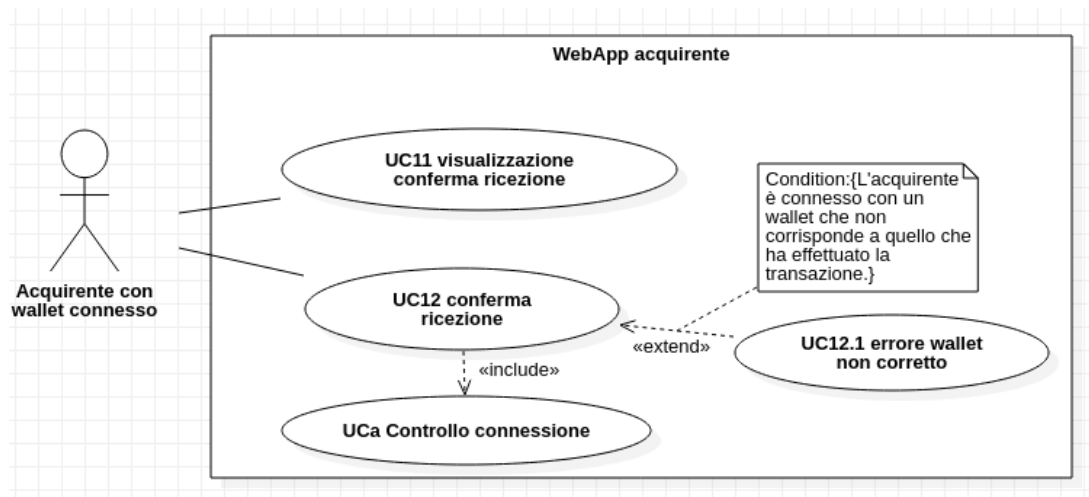 WebApp acquirente
UC11 visualizzazione
conferma ricezione
Condition:{L'acquirente
è connesso con un
wallet che non
corrisponde a quello che
ha effettuato la
transazione.}
Acquirente con
wallet connesso
UC12 conferma
ricezione
«extend»
UC12.1 errore wallet
non corretto
«include»
UCa Controllo connessione